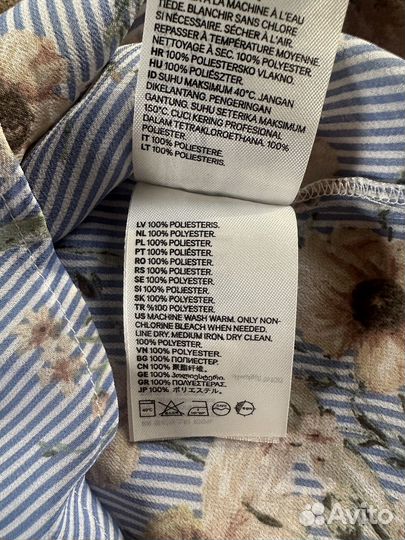 À LA MACHINE À L'EAU
TIÈDE. BLANCHIR SANS CHLORE
SI NÉCESSAIRE. SÉCHER À L'AIR.
REPASSER À TEMPÉRATURE MOYENNE.
NETTOYAGE À SEC. 100% POLYESTER.
HR 100% POLIESTERSKO VLAKNO.
HU 100% POLIÉSZTER.
ID SUHU MAKSIMUM 40°C. JANGAN
DIKELANTANG. PENGERINGAN
GANTUNG. SUHU SETERIKA MAKSIMUM
150°C. CUCI KERING PROFESIONAL
DALAM TETRAKLOROETHANA. 100%
POLIESTER.
IT 100% POLIESTERE.
LT 100% POLIESTERIS.
LV 100% POLIESTERIS.
NL 100% POLYESTER.
PL 100% POLIESTER.
PT 100% POLIÉSTER.
RO 100% POLIESTER.
RS 100% POLIESTER.
SE 100% POLYESTER.
SI 100% POLIESTER.
SK 100% POLYESTER.
TR %100 POLYESTER.
US MACHINE WASH WARM. ONLY NON-
CHLORINE BLEACH WHEN NEEDED.
LINE DRY. MEDIUM IRON. DRY CLEAN.
100% POLYESTER.
VN 100% POLYESTER.
BG 100% ПОЛИЕСТЕР.
CN 100% 聚酯纤维。
GE 100% პოლიესტერი.
GR 100% ΠΟΛΥΕΣΤΕΡΑΣ.
JP 100% ポリエステル。
40°C
Avito